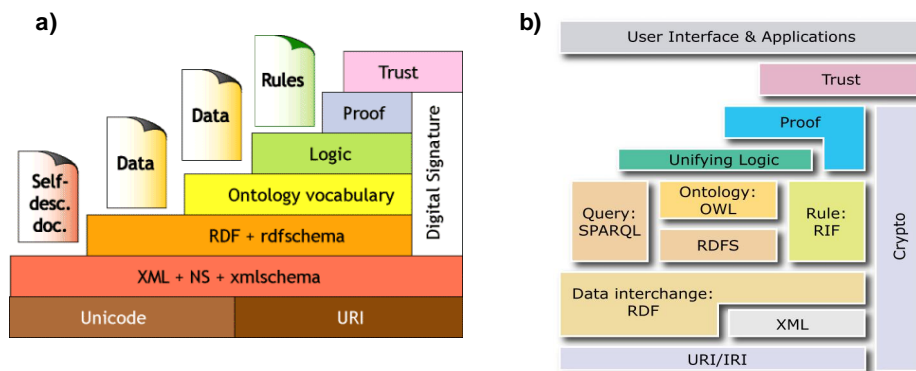 a)
Self-
desc.
doc.
Data
Data
Rules
Trust
Proof
Logic
Ontology vocabulary
RDF + rdfschema
XML + NS + xmlschema
Unicode
URI
Digital Signature
b)
User Interface & Applications
Trust
Proof
Unifying Logic
Query:
SPARQL
Ontology:
OWL
RDFS
Rule:
RIF
Data interchange:
RDF
XML
URI/IRI
Crypto